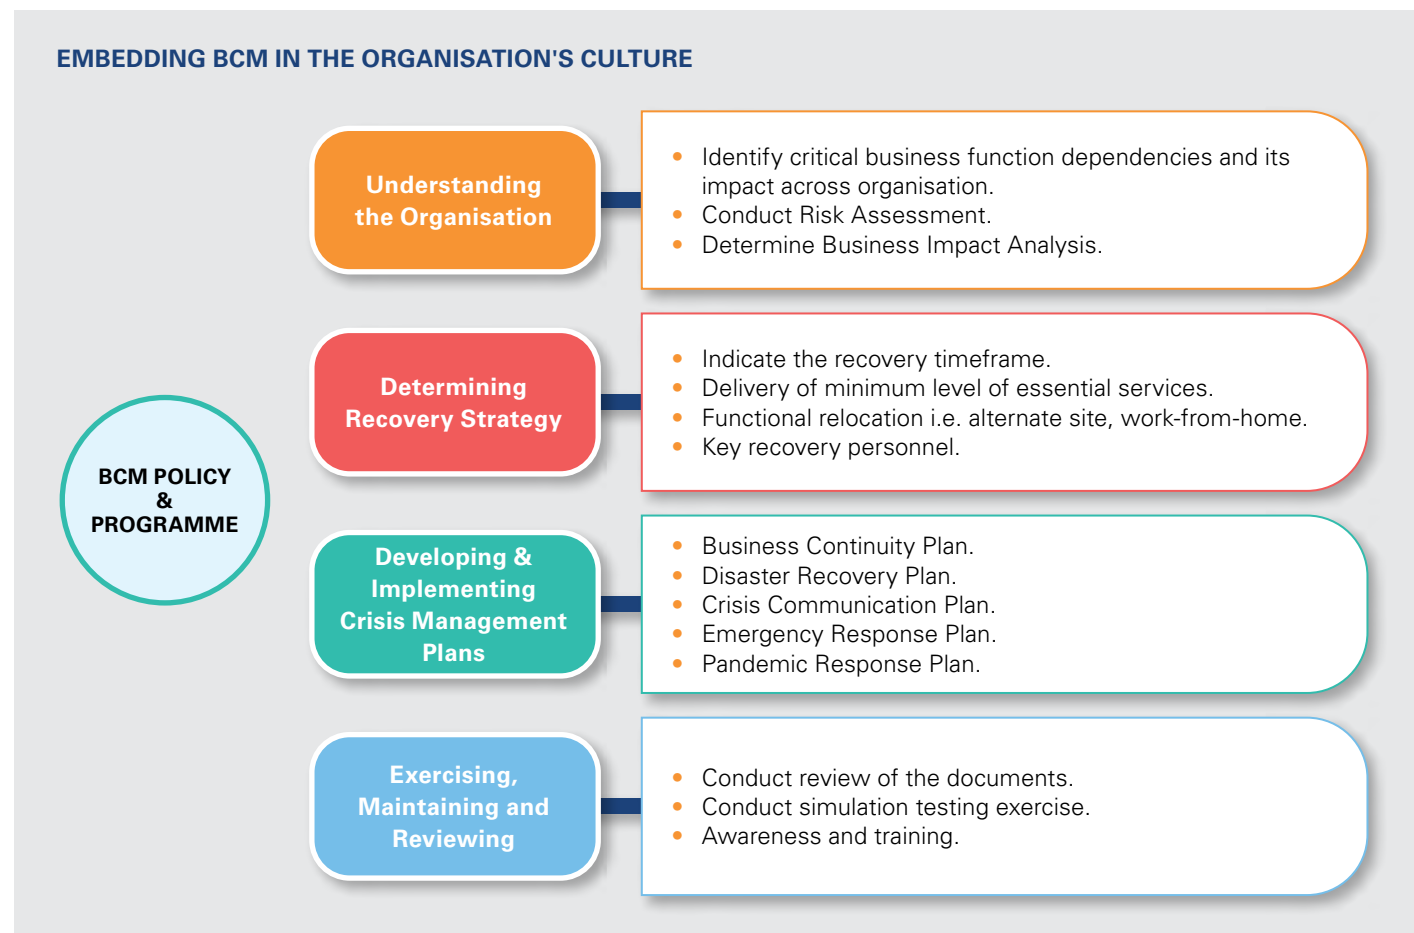 EMBEDDING BCM IN THE ORGANISATION'S CULTURE
BCM POLICY
&
PROGRAMME
Understanding
the Organisation
• Identify critical business function dependencies and its
impact across organisation.
• Conduct Risk Assessment.
• Determine Business Impact Analysis.
Determining
Recovery Strategy
• Indicate the recovery timeframe.
• Delivery of minimum level of essential services.
• Functional relocation i.e. alternate site, work-from-home.
• Key recovery personnel.
Developing &
Implementing
Crisis Management
Plans
• Business Continuity Plan.
• Disaster Recovery Plan.
• Crisis Communication Plan.
• Emergency Response Plan.
• Pandemic Response Plan.
Exercising,
Maintaining and
Reviewing
• Conduct review of the documents.
• Conduct simulation testing exercise.
• Awareness and training.